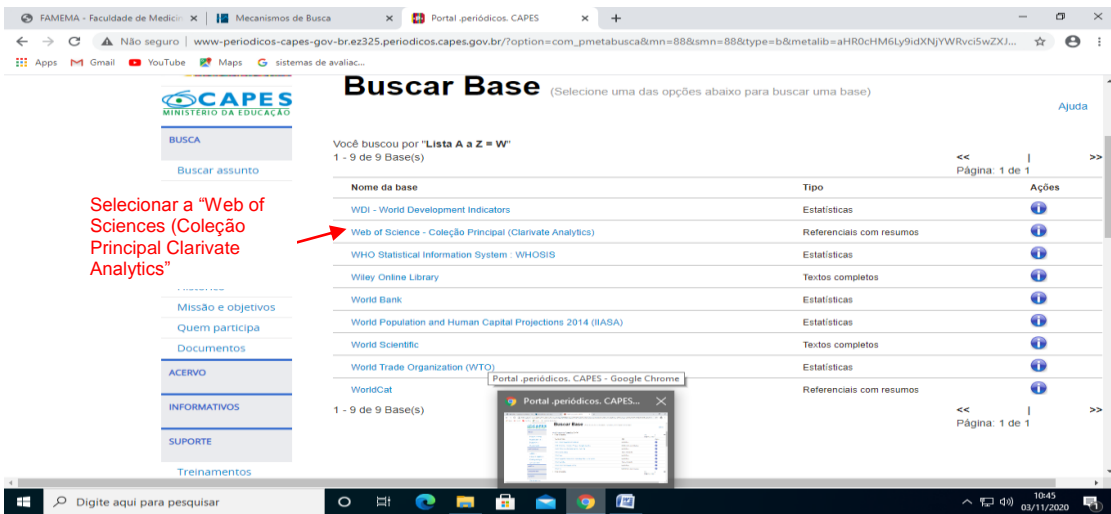 FAMEMA - Faculdade de Medicin
Mecanismos de Busca
Portal .periódicos. CAPES
Não seguro | www-periodicos-capes-gov-br.ez325.periodicos.capes.gov.br/?option=com_pmetabusca&mn=88&smn=88&type=b&metalib=aHR0cHM6Ly9idXNjYWRvci5wZXJ...
Apps Gmail YouTube Maps sistemas de avaliac...
CAPES
MINISTÉRIO DA EDUCAÇÃO
Buscar Base (Selecione uma das opções abaixo para buscar uma base)
Ajuda
BUSCA
Buscar assunto
Você buscou por "Lista A a Z = W"
1 - 9 de 9 Base(s)
<< | >>
Página: 1 de 1
Selecionar a “Web of
Sciences (Coleção
Principal Clarivate
Analytics”
Nome da base Tipo Ações
WDI - World Development Indicators Estatísticas
Web of Science - Coleção Principal (Clarivate Analytics) Referenciais com resumos
WHO Statistical Information System : WHOSIS Estatísticas
Wiley Online Library Textos completos
World Bank Estatísticas
World Population and Human Capital Projections 2014 (IIASA) Estatísticas
World Scientific Textos completos
World Trade Organization (WTO) Estatísticas
WorldCat Referenciais com resumos
1 - 9 de 9 Base(s)
<< | >>
Página: 1 de 1
Missão e objetivos
Quem participa
Documentos
ACERVO
INFORMATIVOS
SUPORTE
Treinamentos
Portal .periódicos. CAPES - Google Chrome
Portal .periódicos. CAPES...
Buscar Base
Digite aqui para pesquisar
10:45
03/11/2020